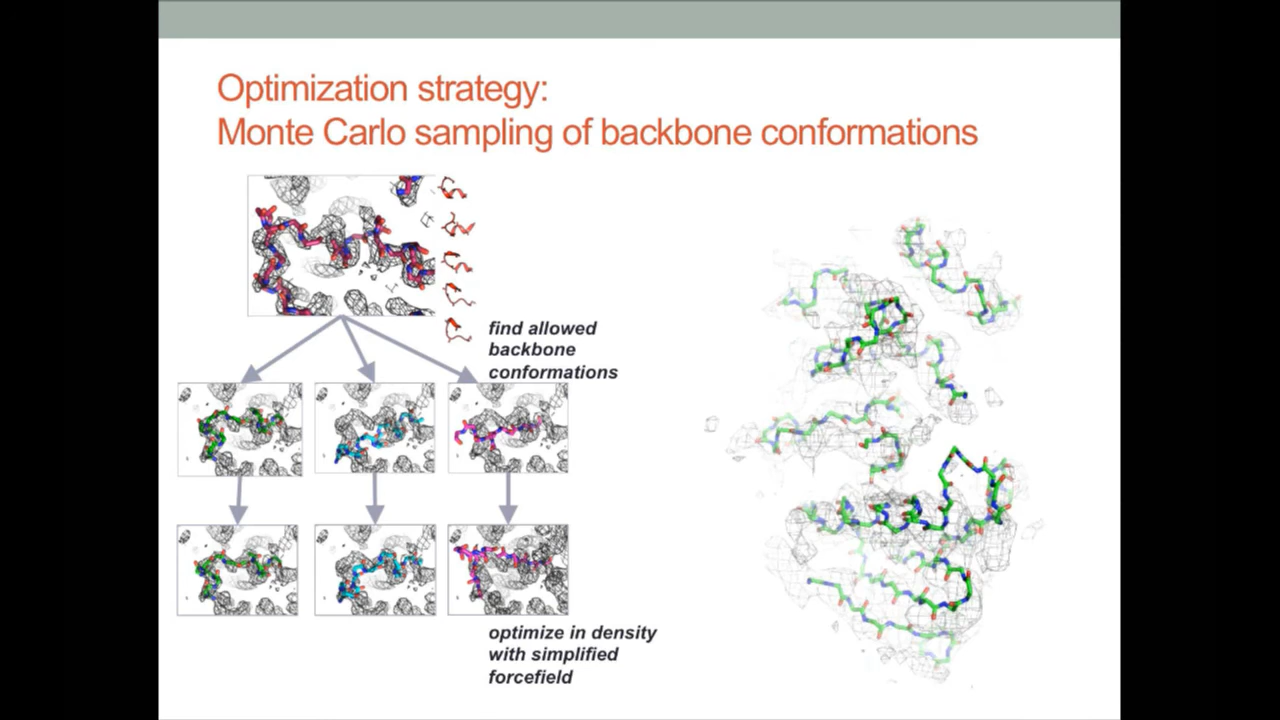 Optimization strategy:
Monte Carlo sampling of backbone conformations
find allowed
backbone
conformations
optimize in density
with simplified
forcefield